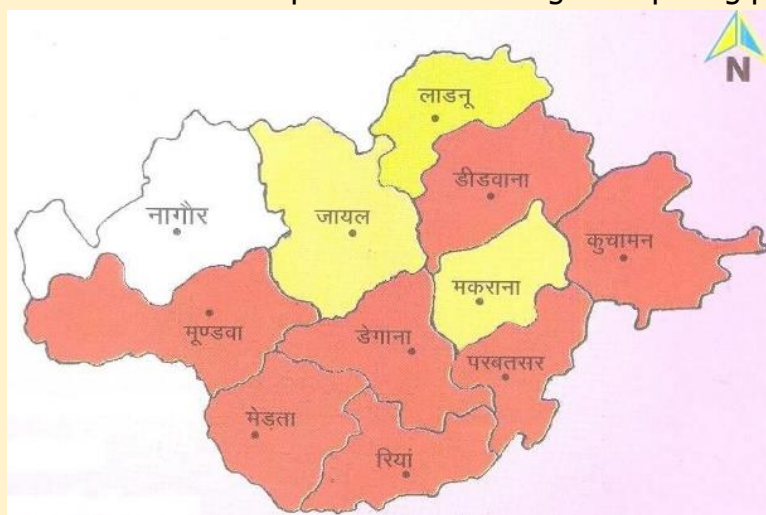 N
लाडनू
डीडवाना
नागौर
जायल
कुचामन
मकराना
मूण्डवा
डेगाना
परबतसर
मेड़ता
रियां